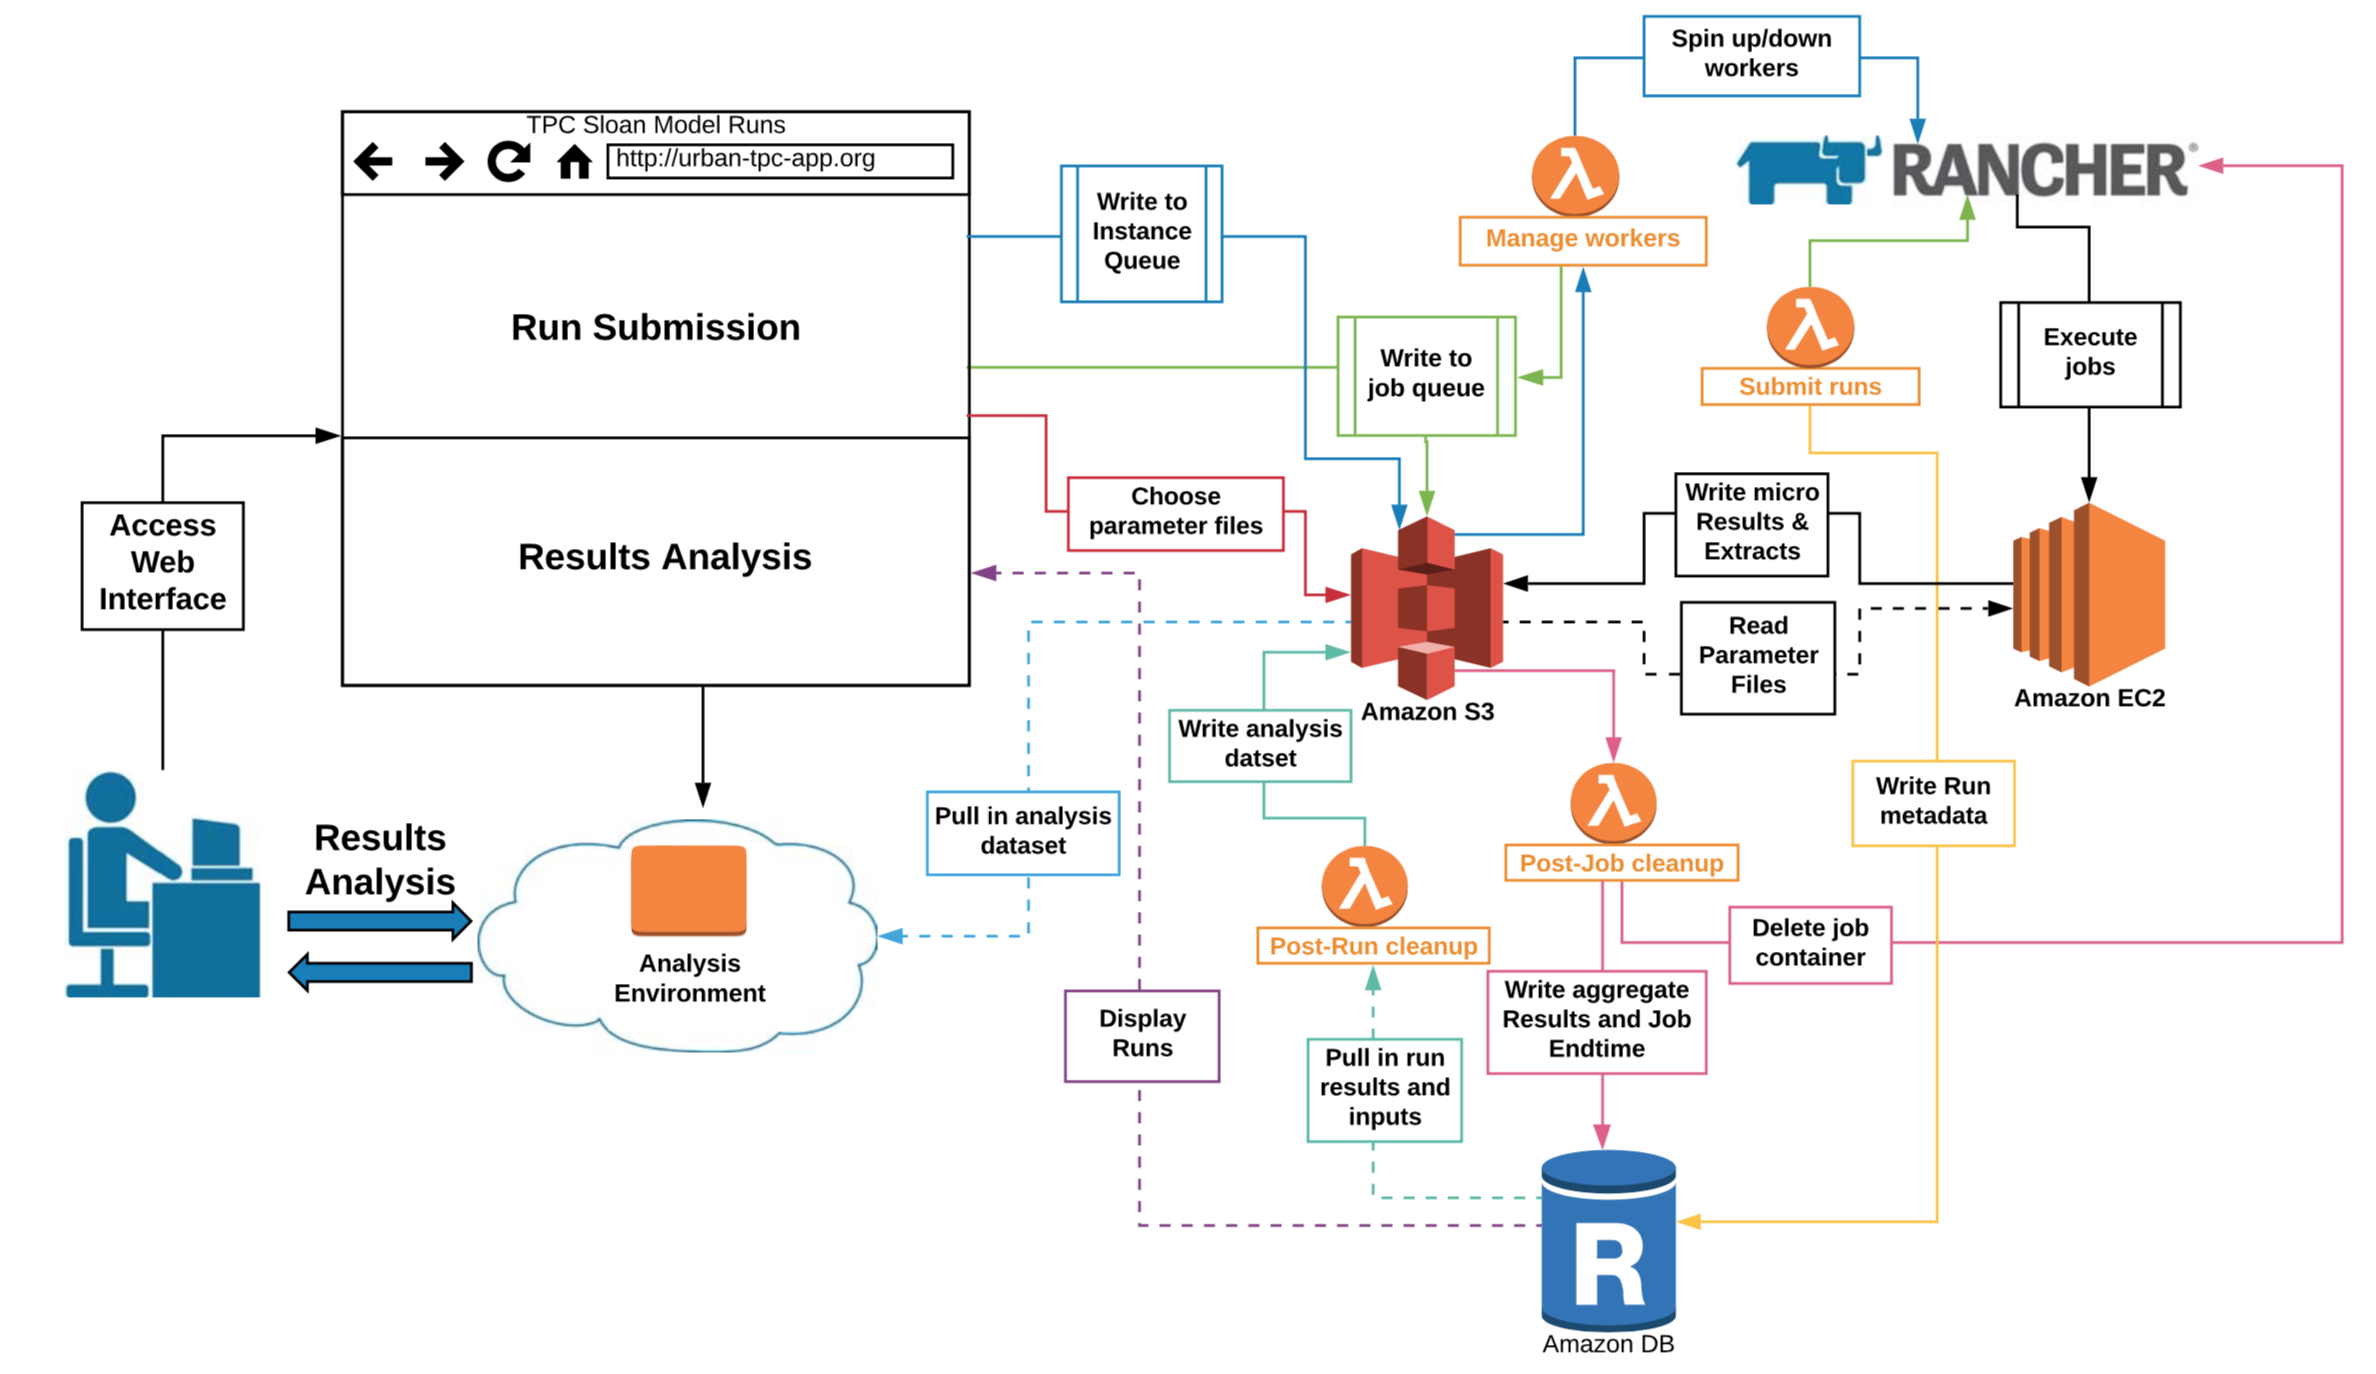 TPC Sloan Model Runs
http://urban-tpc-app.org
Run Submission
Results Analysis
Access
Web
Interface
Results
Analysis
Analysis
Environment
Write to
Instance
Queue
Write to
job queue
Choose
parameter files
Spin up/down
workers
Manage workers
RANCHER®
Submit runs
Execute
jobs
Write micro
Results &
Extracts
Read
Parameter
Files
Amazon S3
Amazon EC2
Write analysis
datset
Pull in analysis
dataset
Post-Run cleanup
Post-Job cleanup
Write Run
metadata
Delete job
container
Display
Runs
Pull in run
results and
inputs
Write aggregate
Results and Job
Endtime
R
Amazon DB